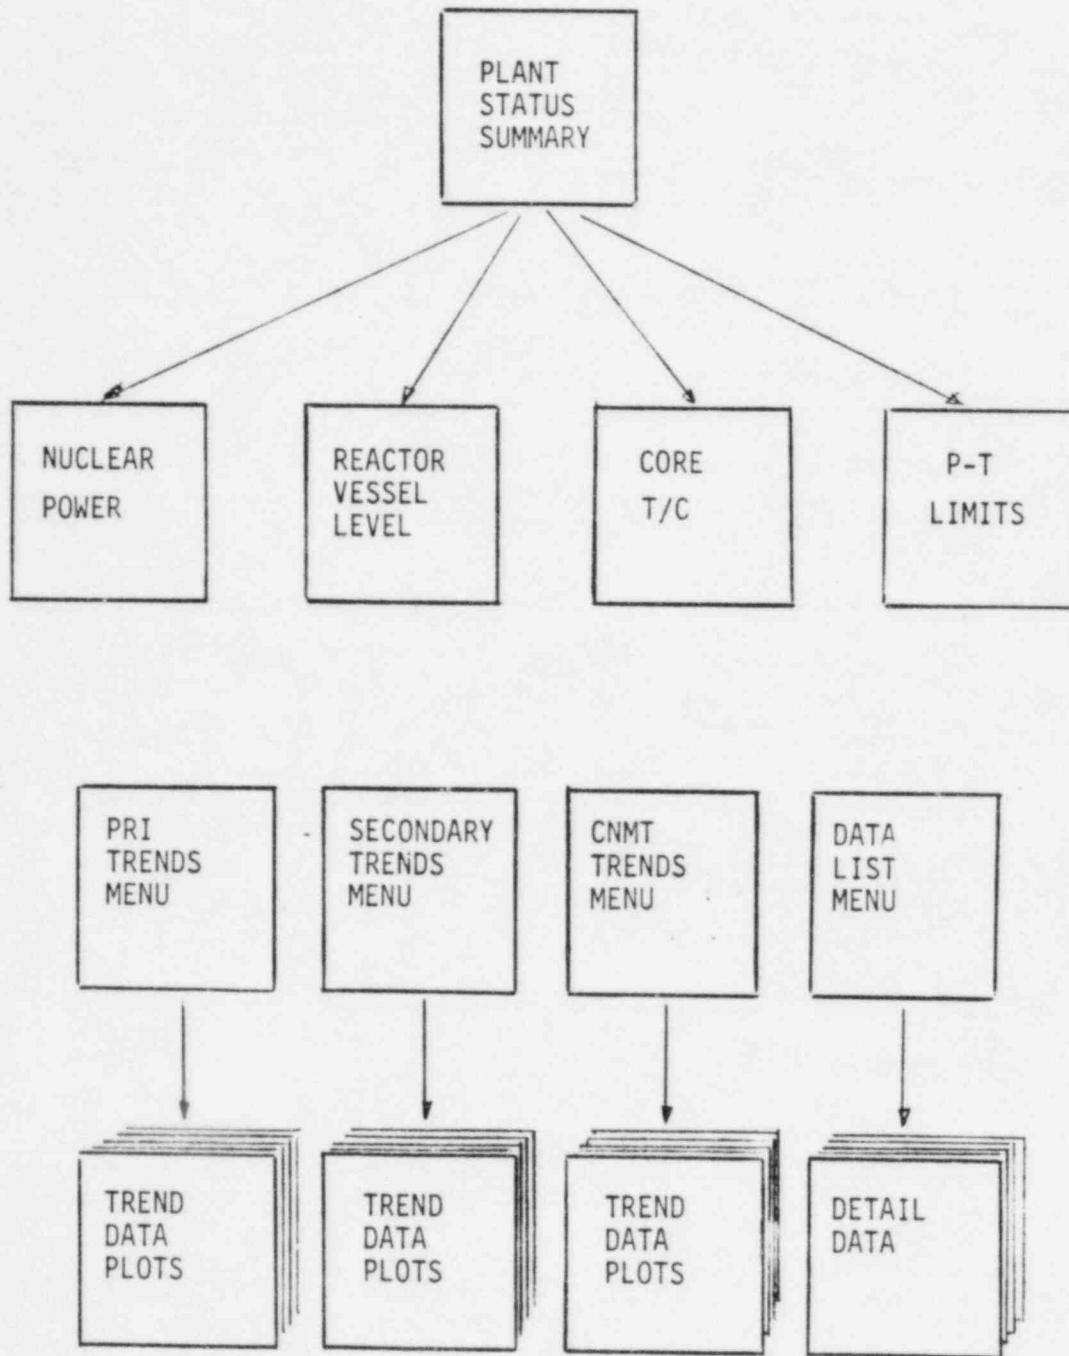 PLANT
STATUS
SUMMARY
NUCLEAR
POWER
REACTOR
VESSEL
LEVEL
CORE
T/C
P-T
LIMITS
PRI
TRENDS
MENU
SECONDARY
TRENDS
MENU
CNMT
TRENDS
MENU
DATA
LIST
MENU
TREND
DATA
PLOTS
TREND
DATA
PLOTS
TREND
DATA
PLOTS
DETAIL
DATA